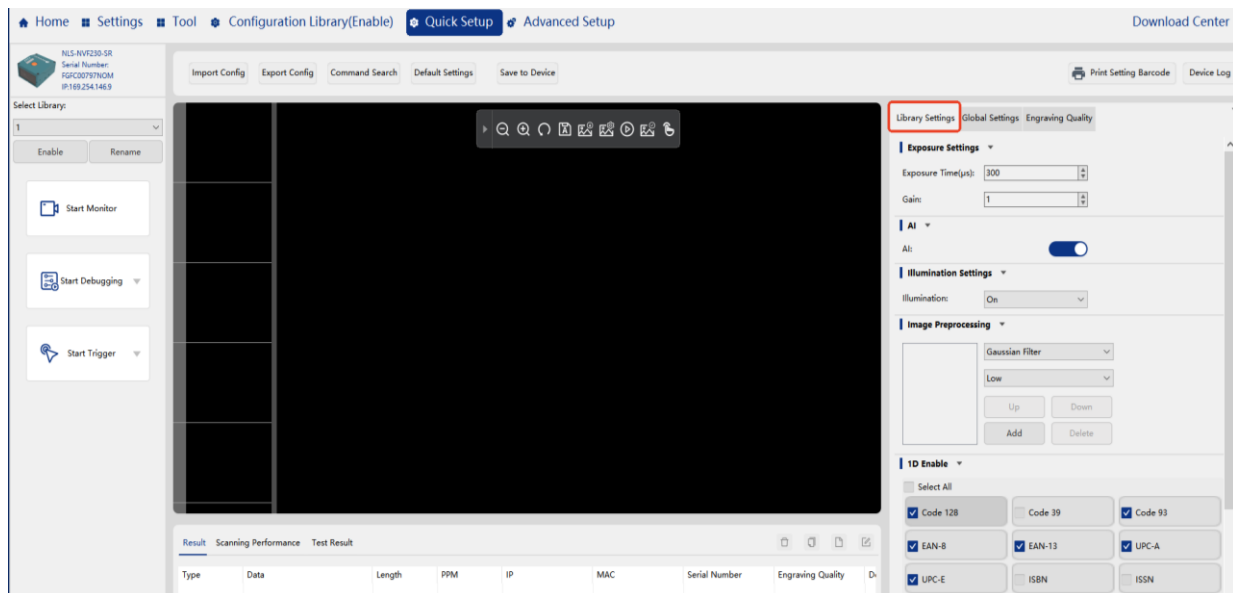 Home Settings Tool Configuration Library(Enable) Quick Setup Advanced Setup Download Center
NLS-NVF230-SR
Serial Number:
FGFC00797NOM
IP:169.254.146.9
Import Config Export Config Command Search Default Settings Save to Device Print Setting Barcode Device Log
Select Library:
1
Enable Rename
Start Monitor
Start Debugging
Start Trigger
Library Settings Global Settings Engraving Quality
Exposure Settings
Exposure Time(μs): 300
Gain: 1
AI
AI:
Illumination Settings
Illumination: On
Image Preprocessing
Gaussian Filter
Low
Up Down
Add Delete
1D Enable
Select All
Code 128 Code 39 Code 93
EAN-8 EAN-13 UPC-A
UPC-E ISBN ISSN
Result Scanning Performance Test Result
Type Data Length PPM IP MAC Serial Number Engraving Quality